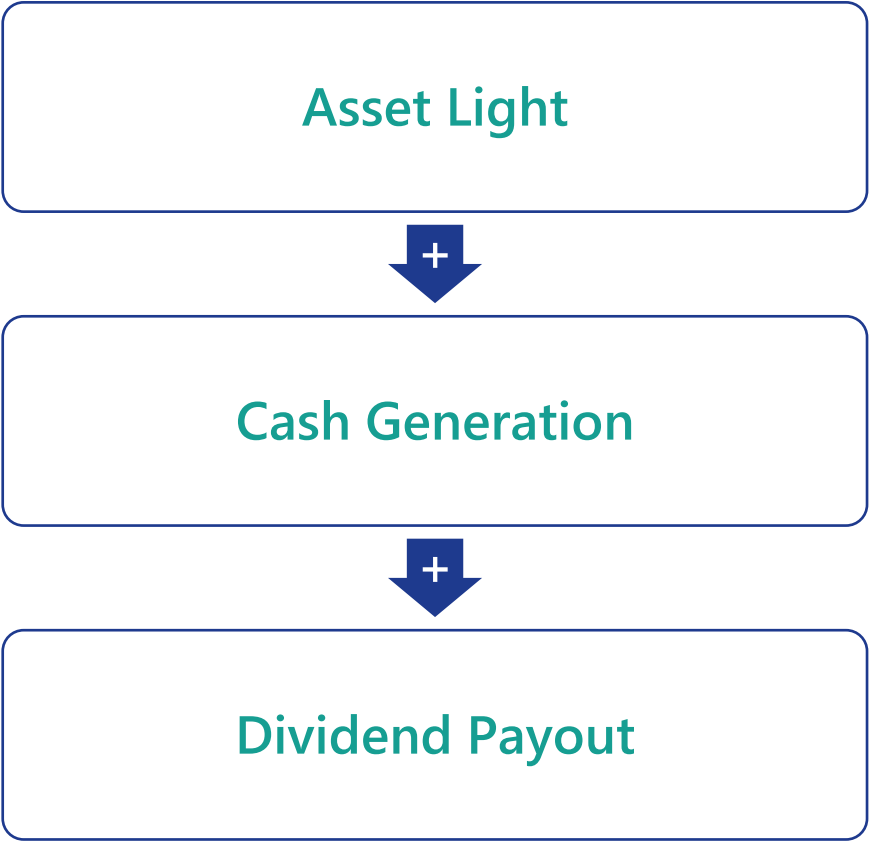 Asset Light
+
Cash Generation
+
Dividend Payout